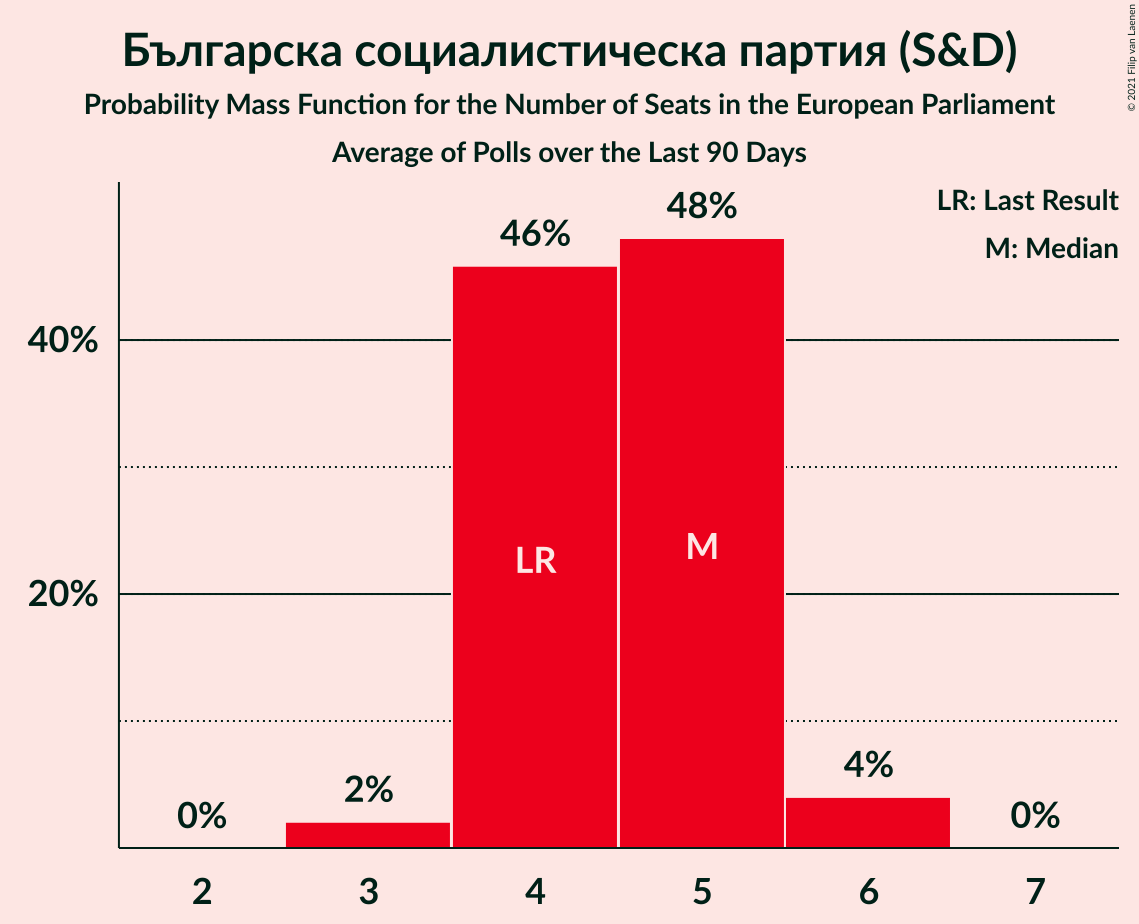 Българска социалистическа партия (S&D)
Probability Mass Function for the Number of Seats in the European Parliament
Average of Polls over the Last 90 Days
© 2021 Filip van Laenen
LR: Last Result
M: Median
48%
46%
40%
M
LR
20%
4%
2%
0%
0%
2 3 4 5 6 7